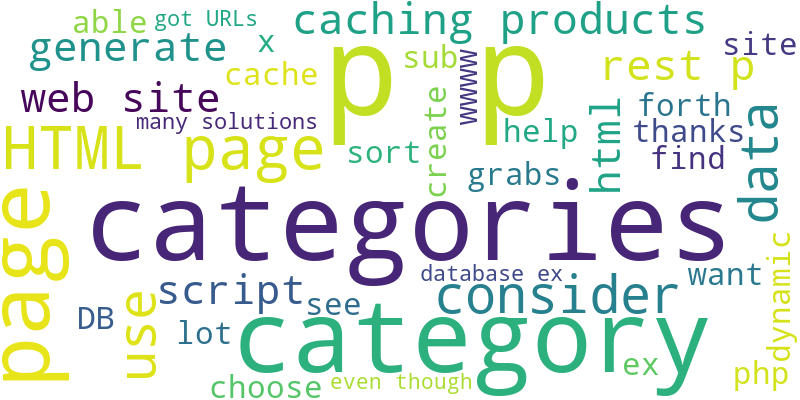 able
got URLs
caching products
generate
x
p p
sub
site
cache
rest p
web site
wwww
many solutions
create
help
html
forth
thanks
HTML page
sort
find
grabs
data
page
categories
database ex
want
script
see
consider
dynamic
DB
use
lot
category
ex
php
choose
even though